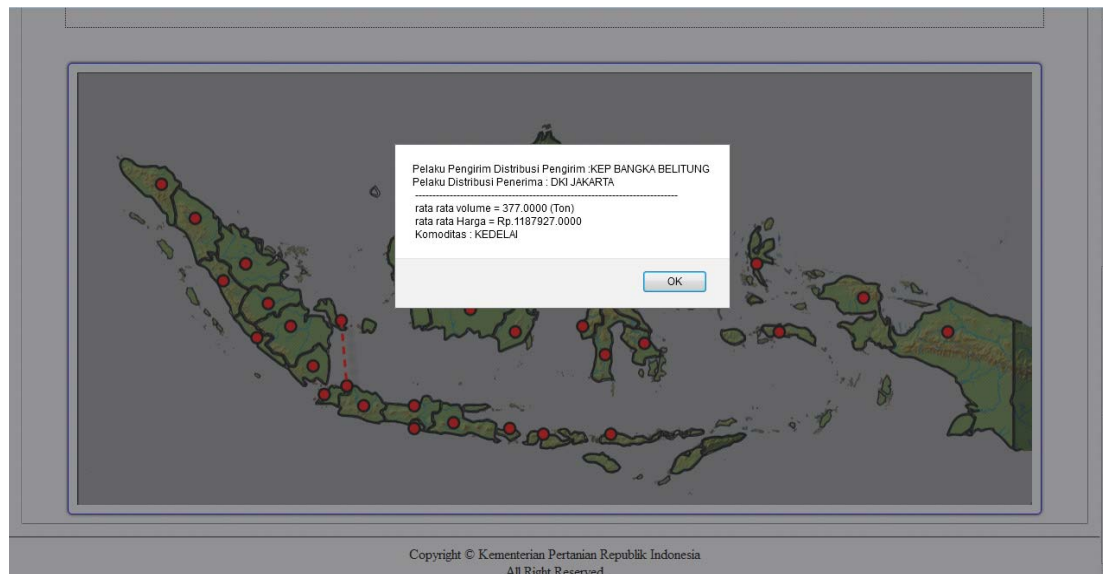 Pelaku Pengirim Distribusi Pengirim :KEP BANGKA BELITUNG
Pelaku Distribusi Penerima : DKI JAKARTA
--------------------------------------------------------------------
rata rata volume = 377.0000 (Ton)
rata rata Harga = Rp.1187927.0000
Komoditas : KEDELAI
OK
Copyright © Kementerian Pertanian Republik Indonesia
All Right Reserved